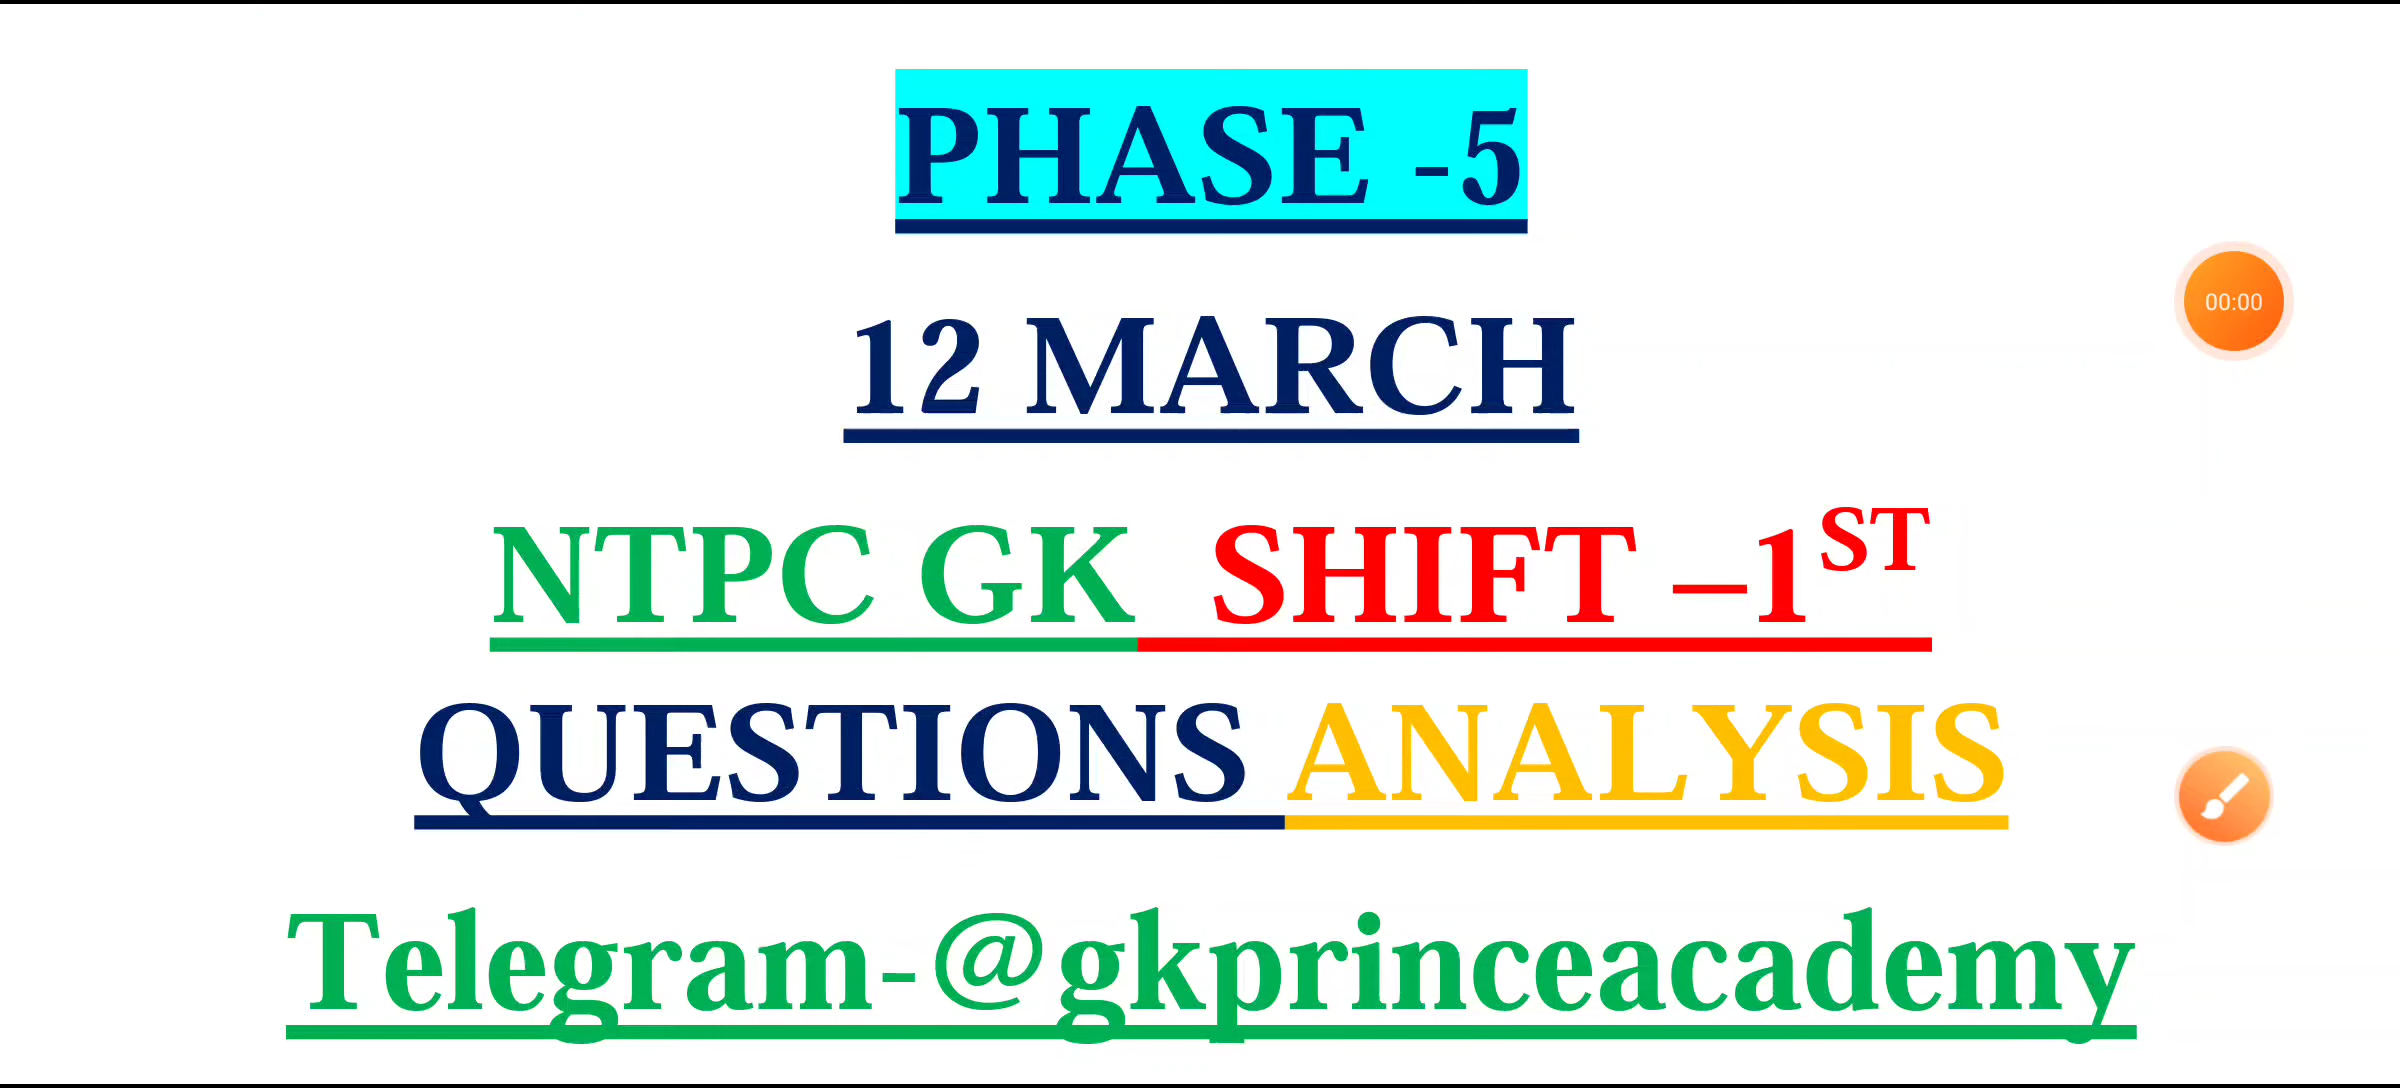 PHASE -5
12 MARCH
00:00
NTPC GK SHIFT –1ST
QUESTIONS ANALYSIS
Telegram-@gkprinceacademy